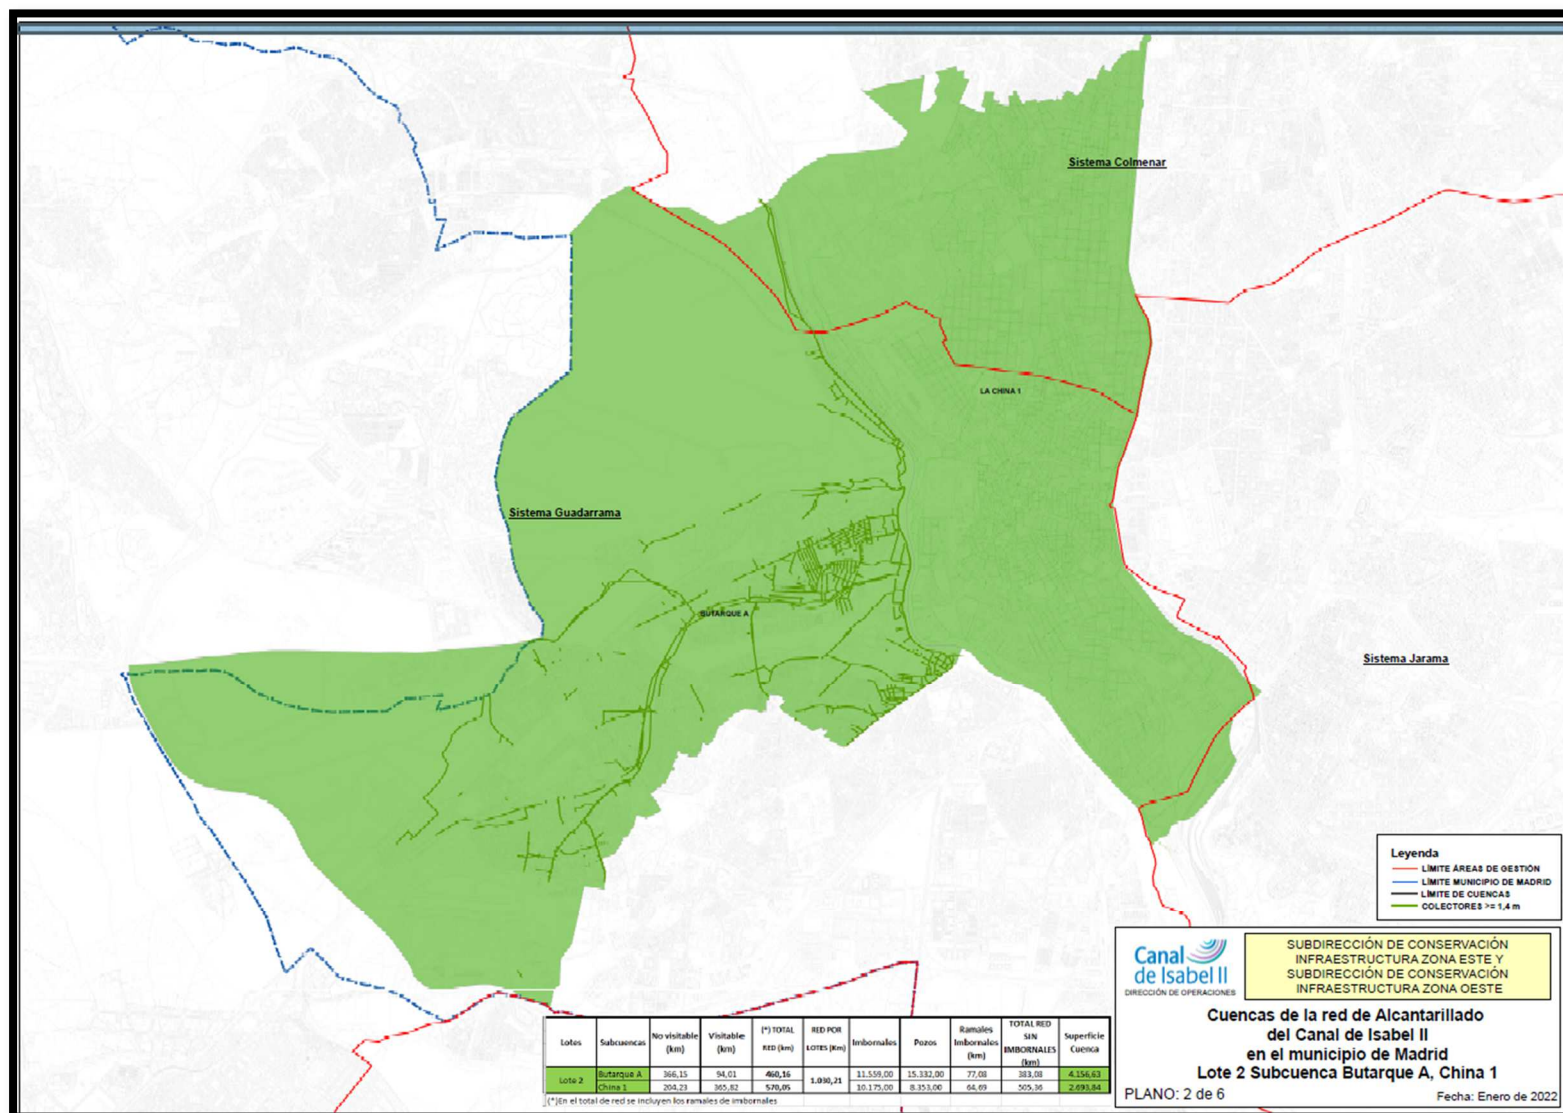 Sistema Colmenar
LA CHINA 1
Sistema Guadarrama
BUTARQUE A
Sistema Jarama
Leyenda
LÍMITE ÁREAS DE GESTIÓN
LÍMITE MUNICIPIO DE MADRID
LÍMITE DE CUENCAS
COLECTORES >= 1,4 m
Canal
de Isabel II
DIRECCIÓN DE OPERACIONES
SUBDIRECCIÓN DE CONSERVACIÓN
INFRAESTRUCTURA ZONA ESTE Y
SUBDIRECCIÓN DE CONSERVACIÓN
INFRAESTRUCTURA ZONA OESTE
Cuencas de la red de Alcantarillado
del Canal de Isabel II
en el municipio de Madrid
Lote 2 Subcuenca Butarque A, China 1
PLANO: 2 de 6
Fecha: Enero de 2022
Lotes Subcuencas No visitable (km) Visitable (km) (*) TOTAL RED (km) RED POR LOTES (Km) Imbornales Pozos Ramales Imbornales (km) TOTAL RED SIN IMBORNALES (km) Superficie Cuenca
Lote 2 Butarque A 366,15 94,01 460,16 1.030,21 11.559,00 15.332,00 77,08 383,08 4.156,63
China 1 204,23 365,82 570,05 10.175,00 8.353,00 64,69 505,36 2.693,84
(*)En el total de red se incluyen los ramales de imbornales